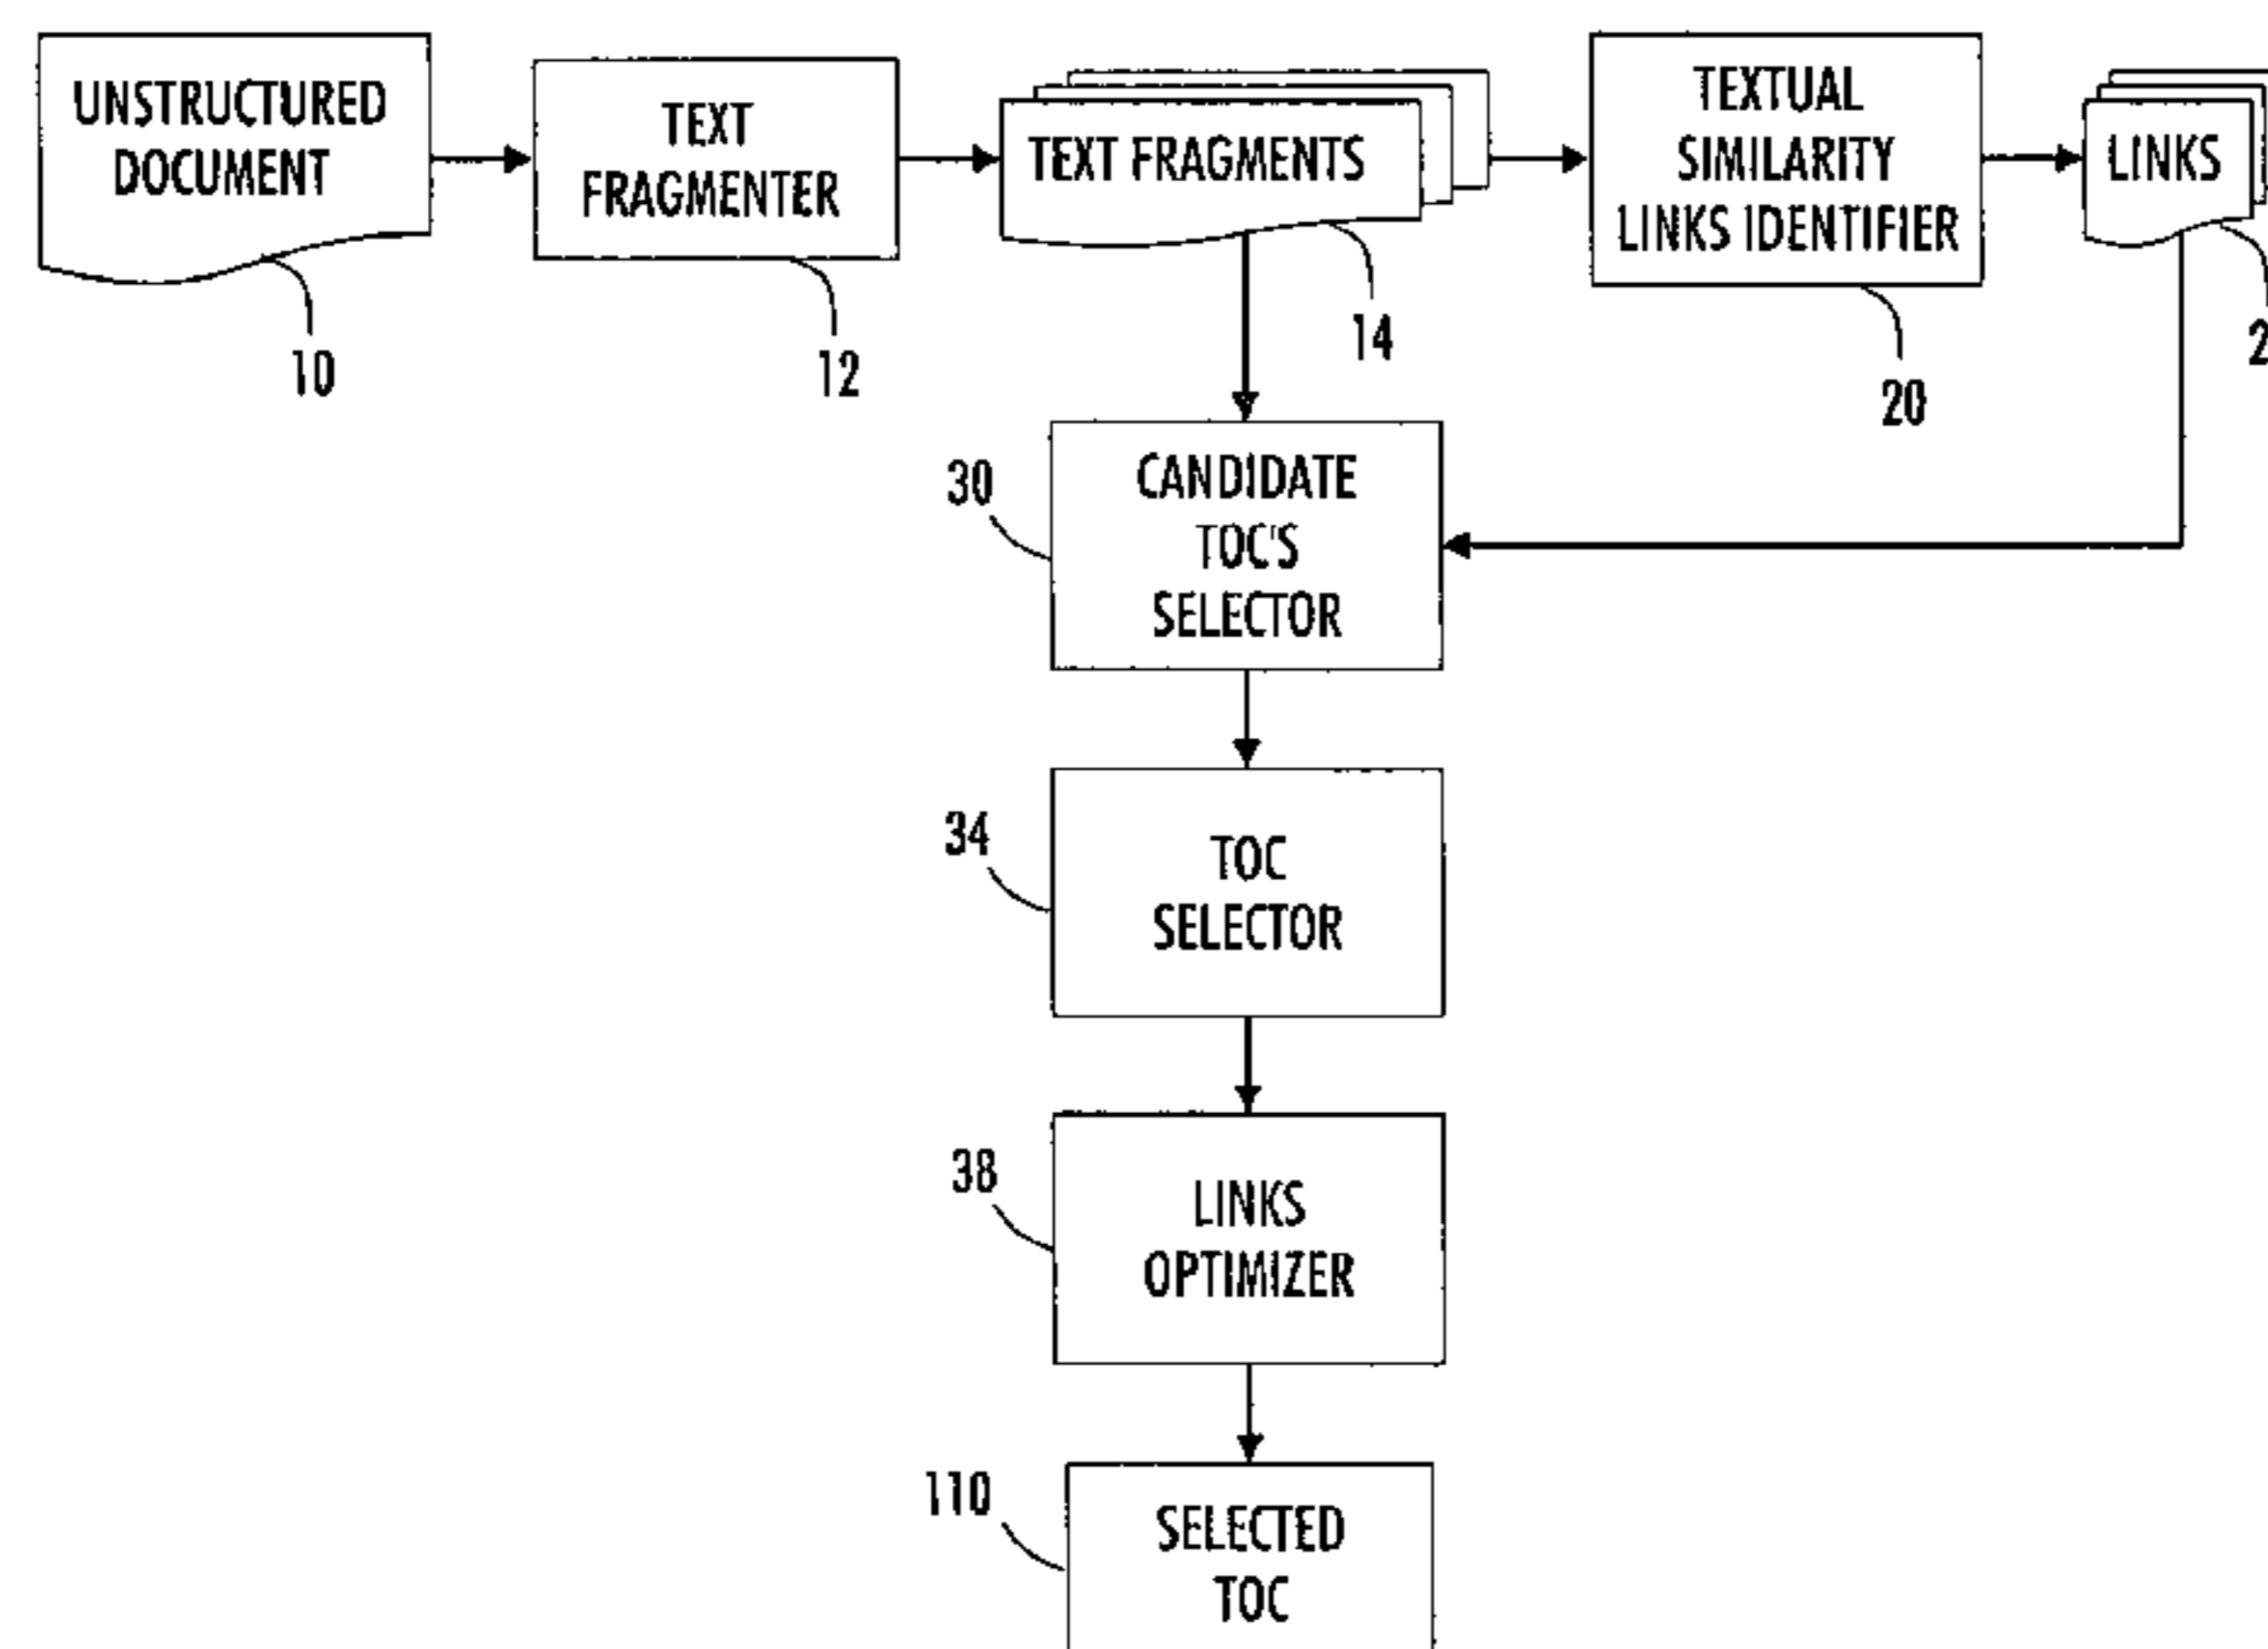 UNSTRUCTURED
DOCUMENT
10
TEXT
FRAGMENTER
12
TEXT FRAGMENTS
14
TEXTUAL
SIMILARITY
LINKS IDENTIFIER
20
LINKS
30
CANDIDATE
TOC'S
SELECTOR
34
TOC
SELECTOR
38
LINKS
OPTIMIZER
110
SELECTED
TOC